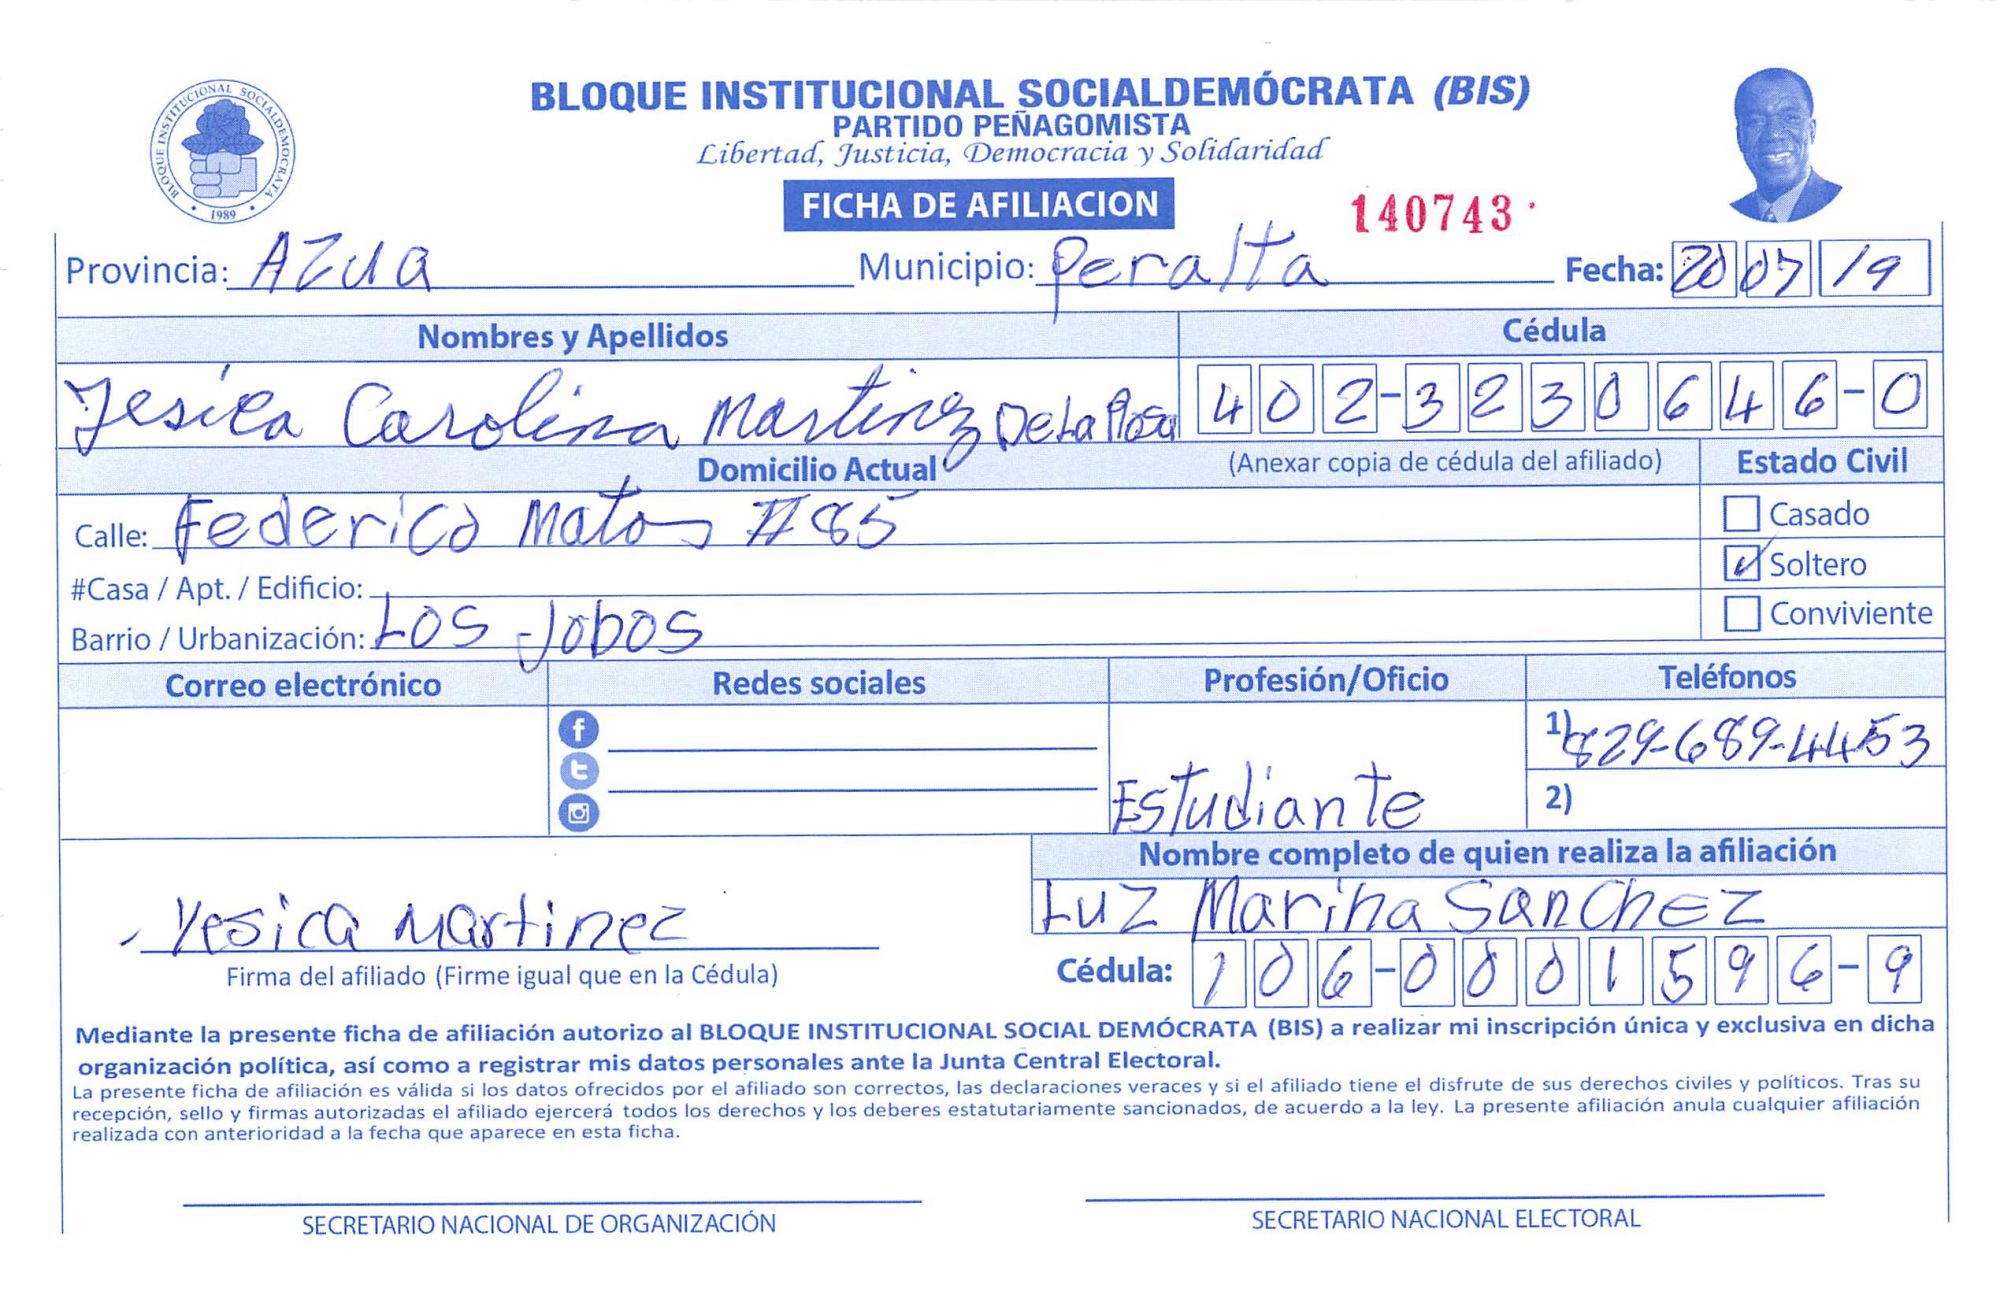 BLOQUE INSTITUCIONAL SOCIALDEMÓCRATA (BIS)
PARTIDO PEÑAGOMISTA
Libertad, Justicia, Democracia y Solidaridad
BLOQUE INSTITUCIONAL SOCIALDEMOCRATA
1989
FICHA DE AFILIACION
140743
Provincia: AZUA Municipio: Peralta Fecha: 20 07 19
Nombres y Apellidos Cédula
Yesica Carolina Martinez De La Rosa 402-3230646-0
Domicilio Actual (Anexar copia de cédula del afiliado) Estado Civil
Calle: Federico Matos #85
Casado
Soltero
#Casa / Apt. / Edificio:
Barrio / Urbanización: Los Jobos
Conviviente
Correo electrónico Redes sociales Profesión/Oficio Teléfonos
1) 829-689-4453
Estudiante 2)
Nombre completo de quien realiza la afiliación
Luz Marina Sanchez
Yesica Martinez
Firma del afiliado (Firme igual que en la Cédula) Cédula: 106-0001596-9
Mediante la presente ficha de afiliación autorizo al BLOQUE INSTITUCIONAL SOCIAL DEMÓCRATA (BIS) a realizar mi inscripción única y exclusiva en dicha
organización política, así como a registrar mis datos personales ante la Junta Central Electoral.
La presente ficha de afiliación es válida si los datos ofrecidos por el afiliado son correctos, las declaraciones veraces y si el afiliado tiene el disfrute de sus derechos civiles y políticos. Tras su
recepción, sello y firmas autorizadas el afiliado ejercerá todos los derechos y los deberes estatutariamente sancionados, de acuerdo a la ley. La presente afiliación anula cualquier afiliación
realizada con anterioridad a la fecha que aparece en esta ficha.
SECRETARIO NACIONAL DE ORGANIZACIÓN SECRETARIO NACIONAL ELECTORAL